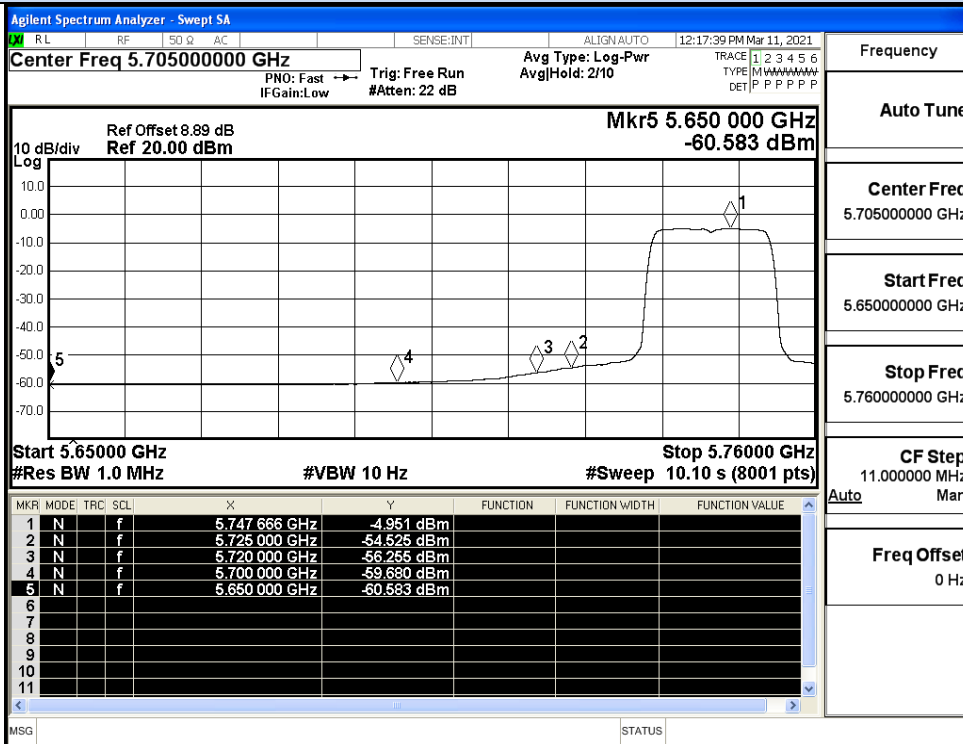 Agilent Spectrum Analyzer - Swept SA
LXI RL RF 50 Ω AC SENSE:INT ALIGN AUTO 12:17:39 PM Mar 11, 2021
Center Freq 5.705000000 GHz
PNO: Fast
IFGain:Low
Trig: Free Run
#Atten: 22 dB
Avg Type: Log-Pwr
Avg|Hold: 2/10
TRACE 1 2 3 4 5 6
TYPE M WWWWW
DET P P P P P P
Mkr5 5.650 000 GHz
-60.583 dBm
Ref Offset 8.89 dB
10 dB/div Ref 20.00 dBm
Log
10.0
0.00
-10.0
-20.0
-30.0
-40.0
-50.0
-60.0
-70.0
1
2
3
4
5
Start 5.65000 GHz Stop 5.76000 GHz
#Res BW 1.0 MHz #VBW 10 Hz #Sweep 10.10 s (8001 pts)
MKR MODE TRC SCL X Y FUNCTION FUNCTION WIDTH FUNCTION VALUE
1 N f 5.747 666 GHz -4.951 dBm
2 N f 5.725 000 GHz -54.525 dBm
3 N f 5.720 000 GHz -56.255 dBm
4 N f 5.700 000 GHz -59.680 dBm
5 N f 5.650 000 GHz -60.583 dBm
6
7
8
9
10
11
MSG STATUS
Frequency
Auto Tune
Center Freq
5.705000000 GHz
Start Freq
5.650000000 GHz
Stop Freq
5.760000000 GHz
CF Step
11.000000 MHz
Auto Man
Freq Offset
0 Hz